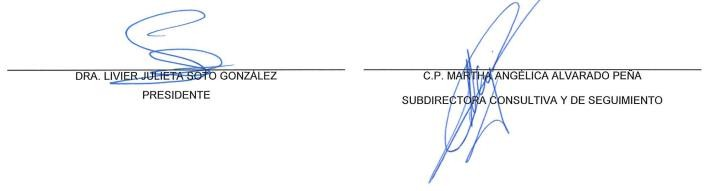 DRA. LIVIER JULIETA SOTO GONZÁLEZ
PRESIDENTE
C.P. MARTHA ANGÉLICA ALVARADO PEÑA
SUBDIRECTORA CONSULTIVA Y DE SEGUIMIENTO